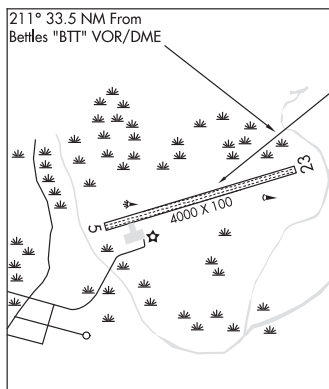 211° 33.5 NM From
Bettles "BTT" VOR/DME
23
4000 X 100
5